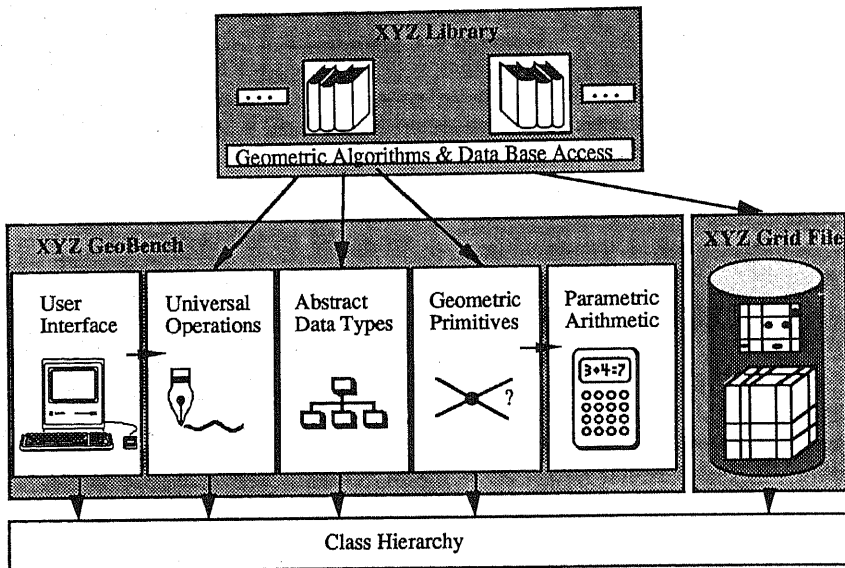 XYZ Library
...
...
Geometric Algorithms & Data Base Access
XYZ GeoBench
XYZ Grid File
User
Interface
Universal
Operations
Abstract
Data Types
Geometric
Primitives
Parametric
Arithmetic
3+4=7
?
Class Hierarchy